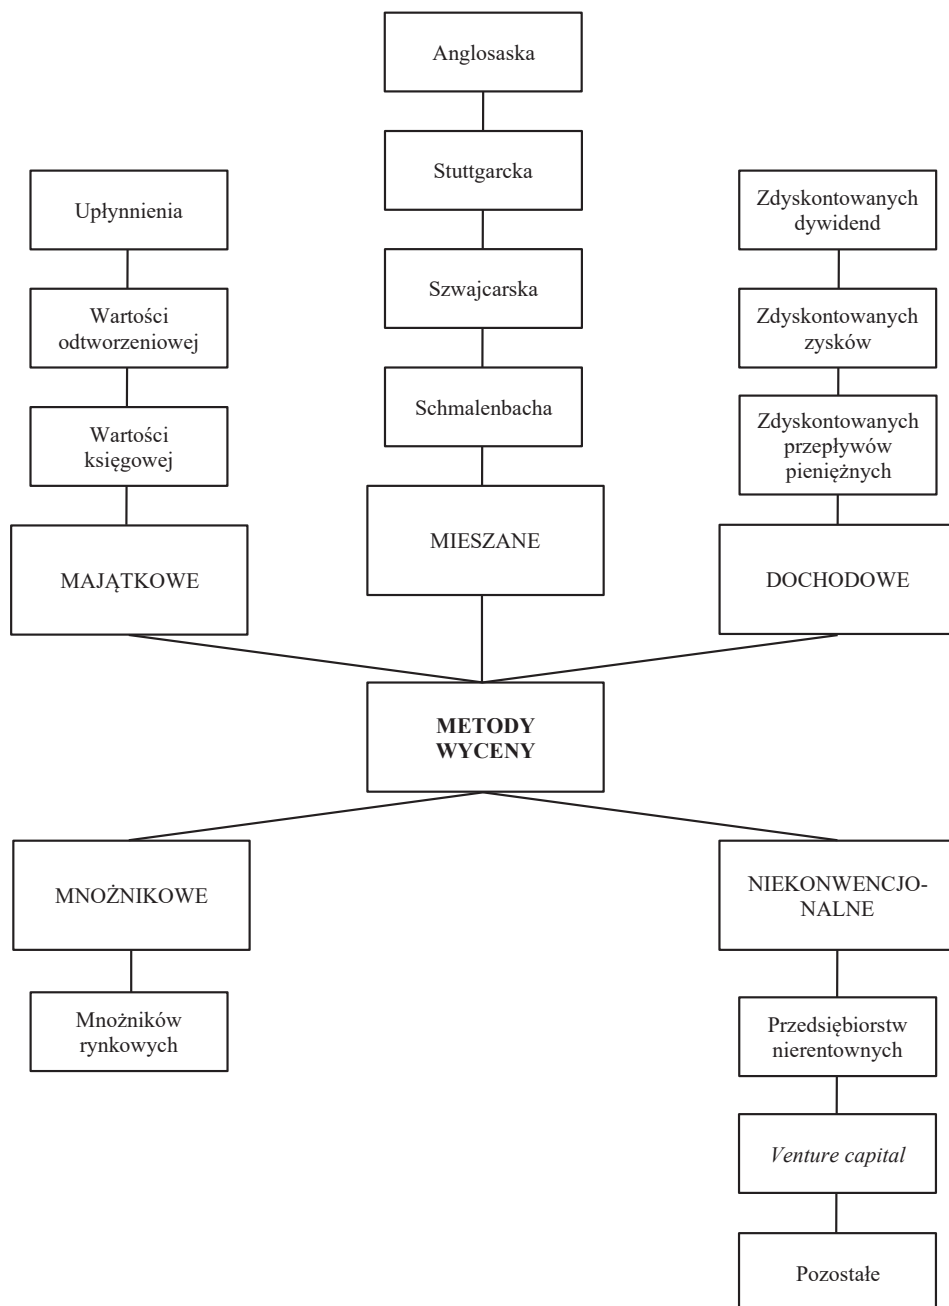 Anglosaska
Stuttgarcka
Upłynnienia
Zdyskontowanych
dywidend
Szwajcarska
Wartości
odtworzeniowej
Zdyskontowanych
zysków
Schmalenbacha
Wartości
księgowej
Zdyskontowanych
przepływów
pieniężnych
MIESZANE
MAJĄTKOWE
DOCHODOWE
METODY
WYCENY
MNOŻNIKOWE
NIEKONWENCJO-
NALNE
Mnożników
rynkowych
Przedsiębiorstw
nierentownych
Venture capital
Pozostałe